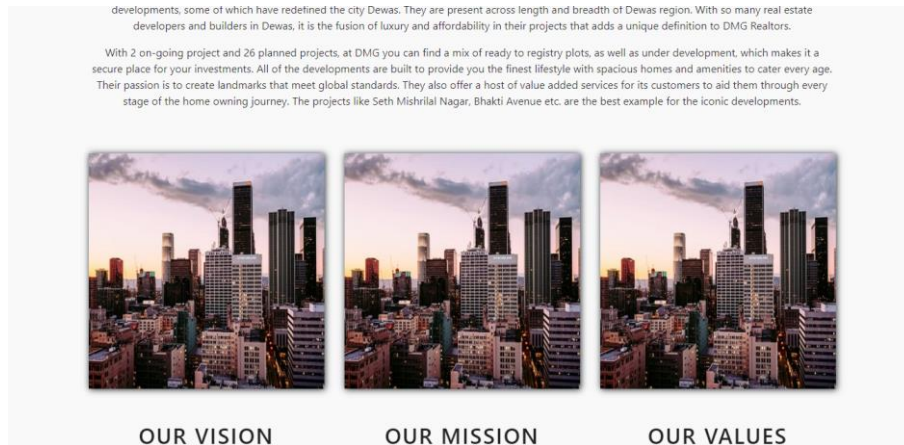 developments, some of which have redefined the city Dewas. They are present across length and breadth of Dewas region. With so many real estate
developers and builders in Dewas, it is the fusion of luxury and affordability in their projects that adds a unique definition to DMG Realtors.
With 2 on-going project and 26 planned projects, at DMG you can find a mix of ready to registry plots, as well as under development, which makes it a
secure place for your investments. All of the developments are built to provide you the finest lifestyle with spacious homes and amenities to cater every age.
Their passion is to create landmarks that meet global standards. They also offer a host of value added services for its customers to aid them through every
stage of the home owning journey. The projects like Seth Mishrilal Nagar, Bhakti Avenue etc. are the best example for the iconic developments.
OUR VISION
OUR MISSION
OUR VALUES